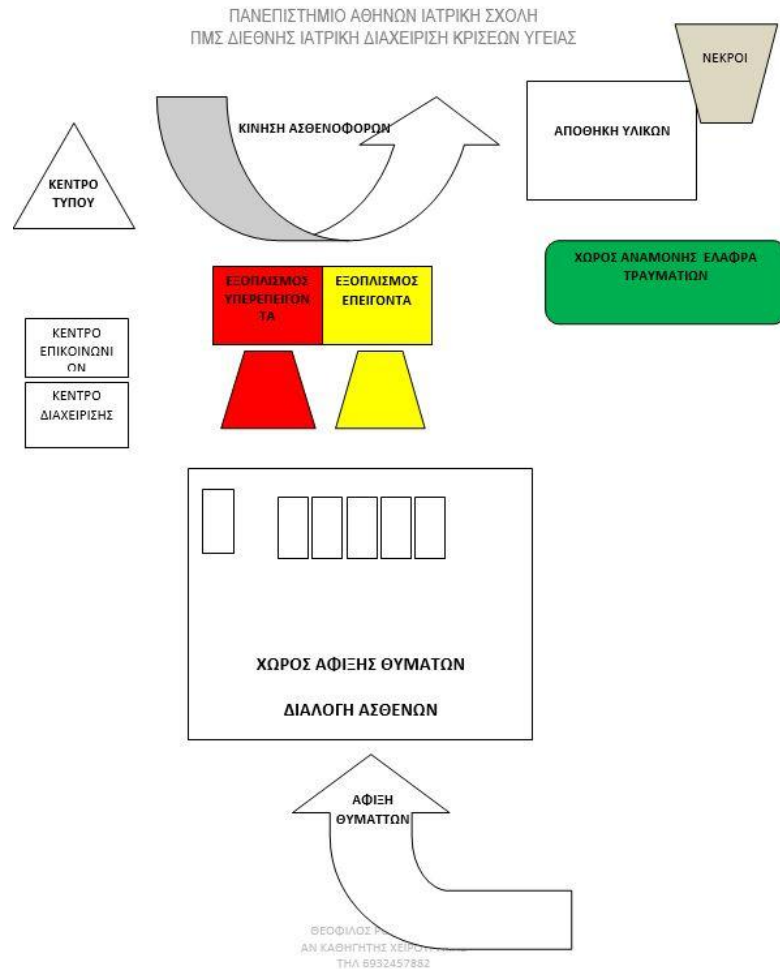 ΠΑΝΕΠΙΣΤΗΜΙΟ ΑΘΗΝΩΝ ΙΑΤΡΙΚΗ ΣΧΟΛΗ
ΠΜΣ ΔΙΕΘΝΗΣ ΙΑΤΡΙΚΗ ΔΙΑΧΕΙΡΙΣΗ ΚΡΙΣΕΩΝ ΥΓΕΙΑΣ
ΝΕΚΡΟΙ
ΚΙΝΗΣΗ ΑΣΘΕΝΟΦΟΡΩΝ
ΑΠΟΘΗΚΗ ΥΛΙΚΩΝ
ΚΕΝΤΡΟ
ΤΥΠΟΥ
ΧΩΡΟΣ ΑΝΑΜΟΝΗΣ ΕΛΑΦΡΑ
ΤΡΑΥΜΑΤΙΩΝ
ΕΞΟΠΛΙΣΜΟΣ
ΥΠΕΡΕΠΕΙΓΟΝ
ΤΑ
ΕΞΟΠΛΙΣΜΟΣ
ΕΠΕΙΓΟΝΤΑ
ΚΕΝΤΡΟ
ΕΠΙΚΟΙΝΩΝΙ
ΩΝ
ΚΕΝΤΡΟ
ΔΙΑΧΕΙΡΙΣΗΣ
ΧΩΡΟΣ ΑΦΙΞΗΣ ΘΥΜΑΤΩΝ
ΔΙΑΛΟΓΗ ΑΣΘΕΝΩΝ
ΑΦΙΞΗ
ΘΥΜΑΤΤΩΝ
ΘΕΟΦΙΛΟΣ
ΑΝ ΚΑΘΗΓΗΤΗΣ
ΤΗΛ 6932457882